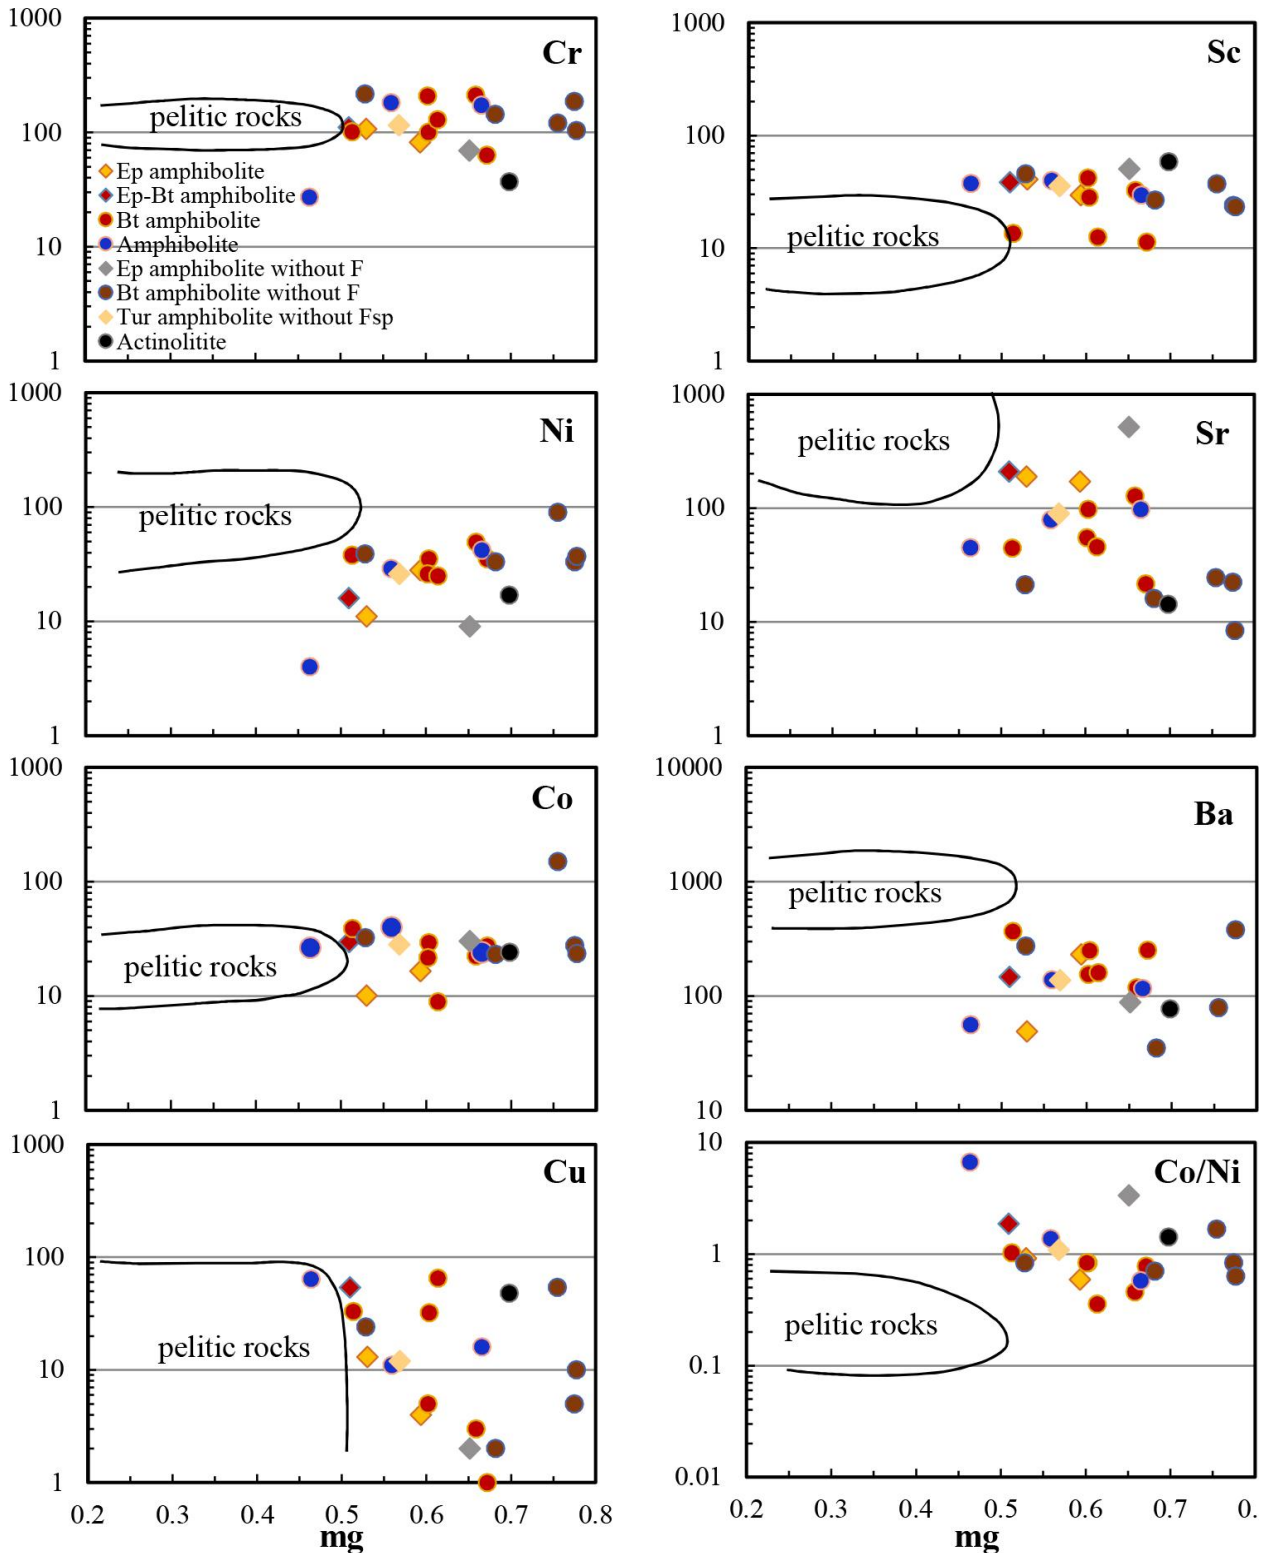 1000
Cr
pelitic rocks
100
Ep amphibolite
Ep-Bt amphibolite
Bt amphibolite
Amphibolite
10
Ep amphibolite without F
Bt amphibolite without F
Tur amphibolite without Fsp
Actinolitite
1
1000
Sc
100
pelitic rocks
10
1
1000
Ni
100
pelitic rocks
10
1
1000
Sr
pelitic rocks
100
10
1
1000
Co
100
pelitic rocks
10
1
10000
Ba
1000
pelitic rocks
100
10
1000
Cu
100
pelitic rocks
10
1
0.2 0.3 0.4 0.5 0.6 0.7 0.8
mg
10
Co/Ni
1
pelitic rocks
0.1
0.01
0.2 0.3 0.4 0.5 0.6 0.7 0.
mg